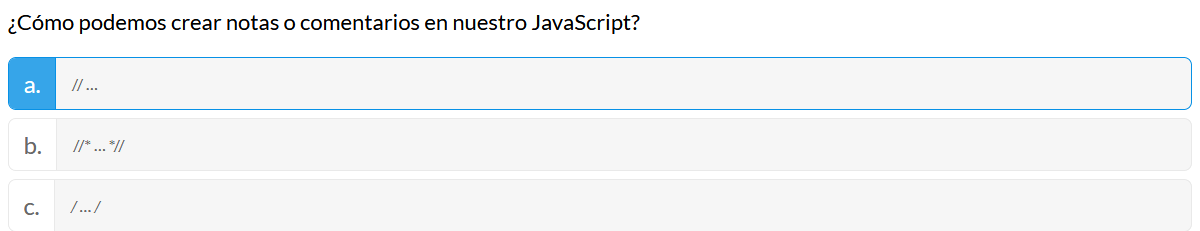 ¿Cómo podemos crear notas o comentarios en nuestro JavaScript?
a. // ...
b. //* ... *//
c. / ... /